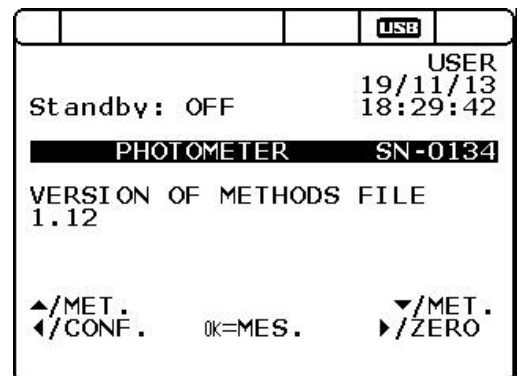 USB
USER
19/11/13
Standby: OFF 18:29:42
PHOTOMETER SN-0134
VERSION OF METHODS FILE
1.12
▲/MET. ▼/MET.
◀/CONF. OK=MES. ▶/ZERO